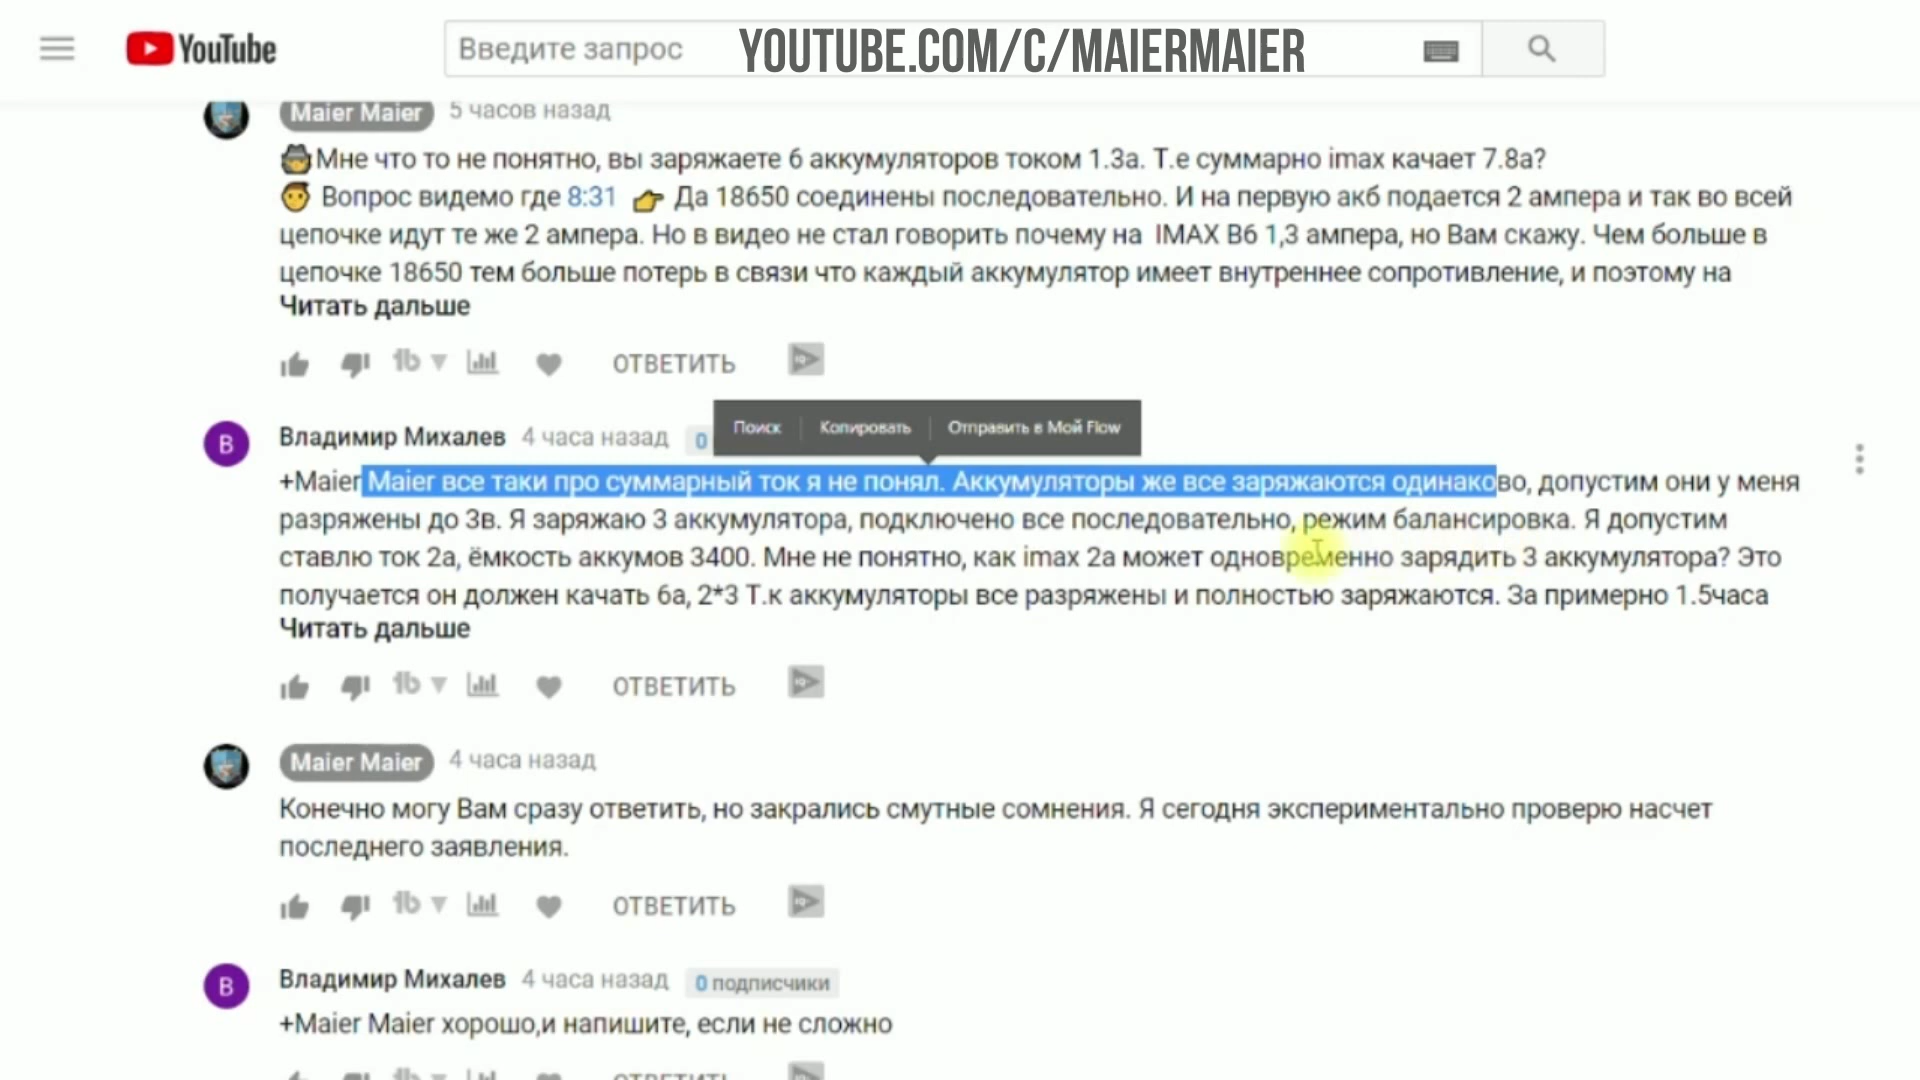 YouTube
Введите запрос
YOUTUBE.COM/C/MAIERMAIER
Maier Maier 5 часов назад
Мне что то не понятно, вы заряжаете 6 аккумуляторов током 1.3а. Т.е суммарно imax качает 7.8а?
Вопрос видемо где 8:31 Да 18650 соединены последовательно. И на первую акб подается 2 ампера и так во всей
цепочке идут те же 2 ампера. Но в видео не стал говорить почему на IMAX B6 1,3 ампера, но Вам скажу. Чем больше в
цепочке 18650 тем больше потерь в связи что каждый аккумулятор имеет внутреннее сопротивление, и поэтому на
Читать дальше
ОТВЕТИТЬ
Поиск Копировать Отправить в Мой Flow
В Владимир Михалев 4 часа назад 0
+Maier Maier все таки про суммарный ток я не понял. Аккумуляторы же все заряжаются одинаково, допустим они у меня
разряжены до 3в. Я заряжаю 3 аккумулятора, подключено все последовательно, режим балансировка. Я допустим
ставлю ток 2а, ёмкость аккумов 3400. Мне не понятно, как imax 2а может одновременно зарядить 3 аккумулятора? Это
получается он должен качать 6а, 2*3 Т.к аккумуляторы все разряжены и полностью заряжаются. За примерно 1.5часа
Читать дальше
ОТВЕТИТЬ
Maier Maier 4 часа назад
Конечно могу Вам сразу ответить, но закрались смутные сомнения. Я сегодня экспериментально проверю насчет
последнего заявления.
ОТВЕТИТЬ
В Владимир Михалев 4 часа назад 0 подписчики
+Maier Maier хорошо,и напишите, если не сложно
ОТВЕТИТЬ